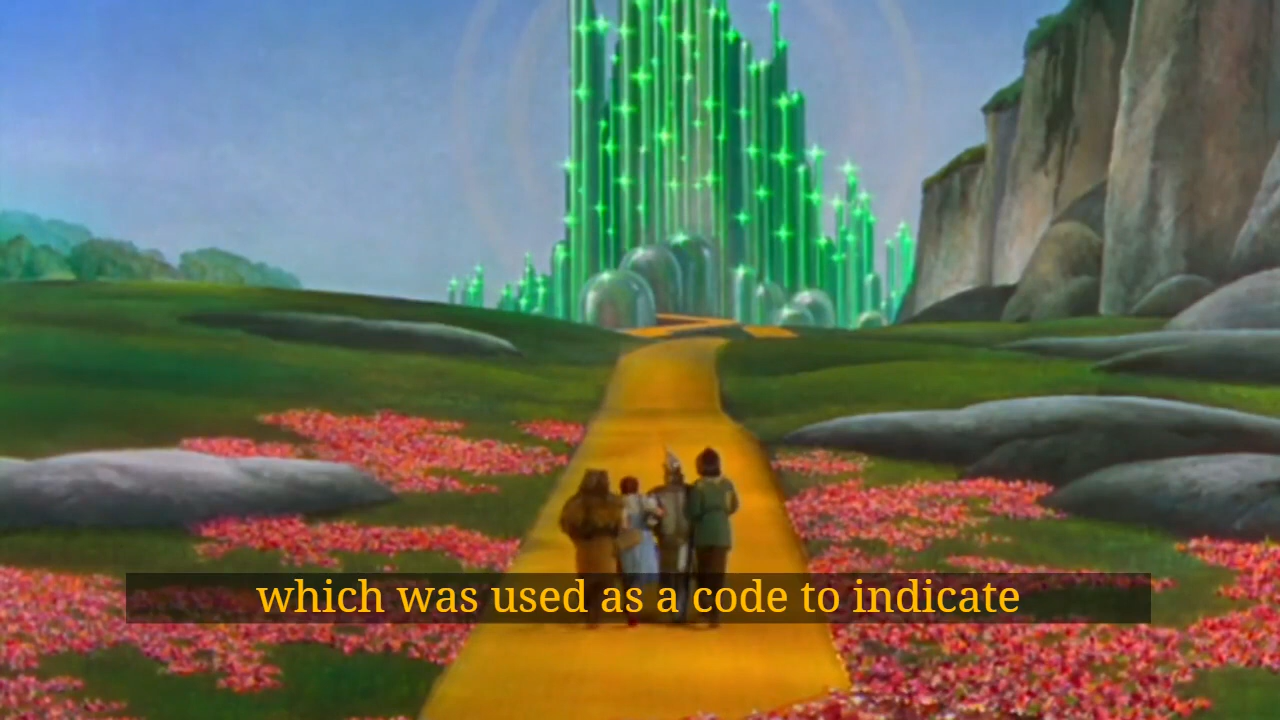 which was used as a code to indicate